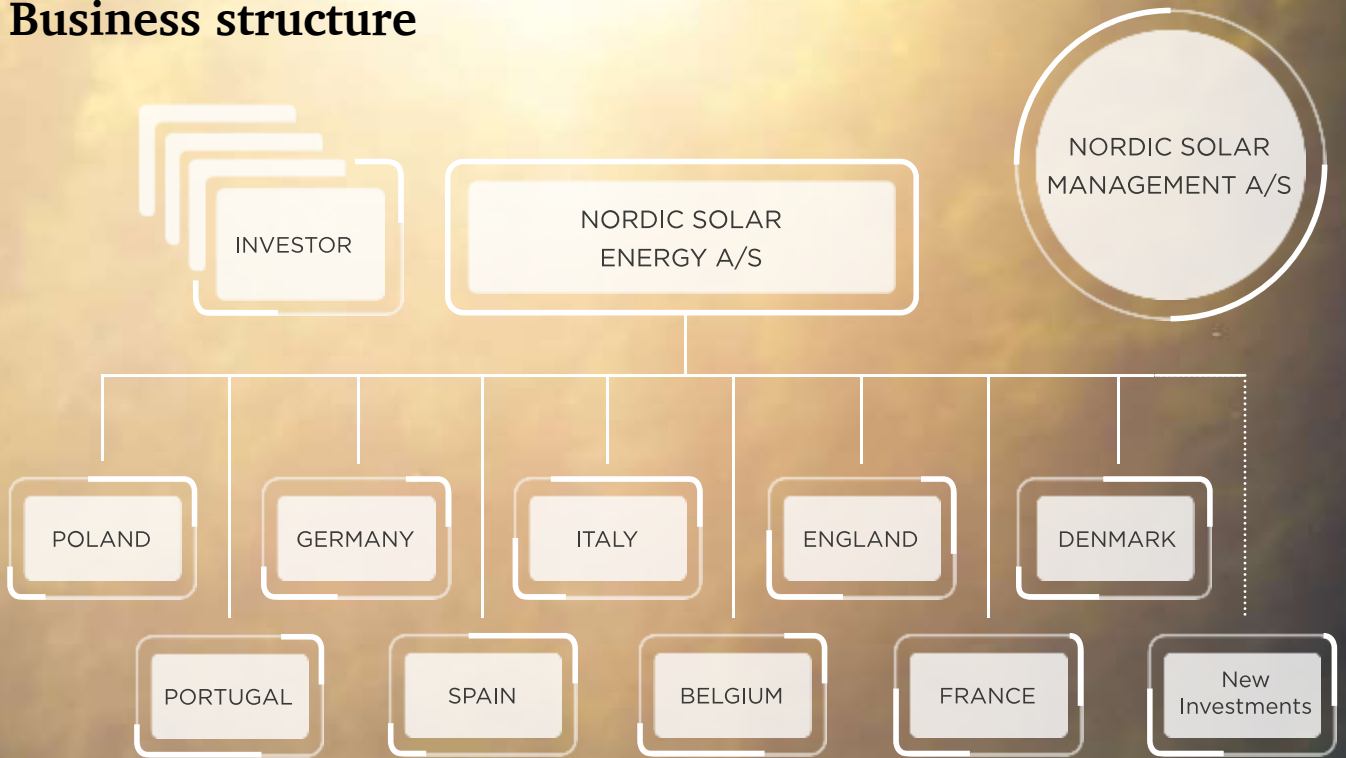 Business structure
NORDIC SOLAR
MANAGEMENT A/S
INVESTOR
NORDIC SOLAR
ENERGY A/S
POLAND
GERMANY
ITALY
ENGLAND
DENMARK
PORTUGAL
SPAIN
BELGIUM
FRANCE
New
Investments